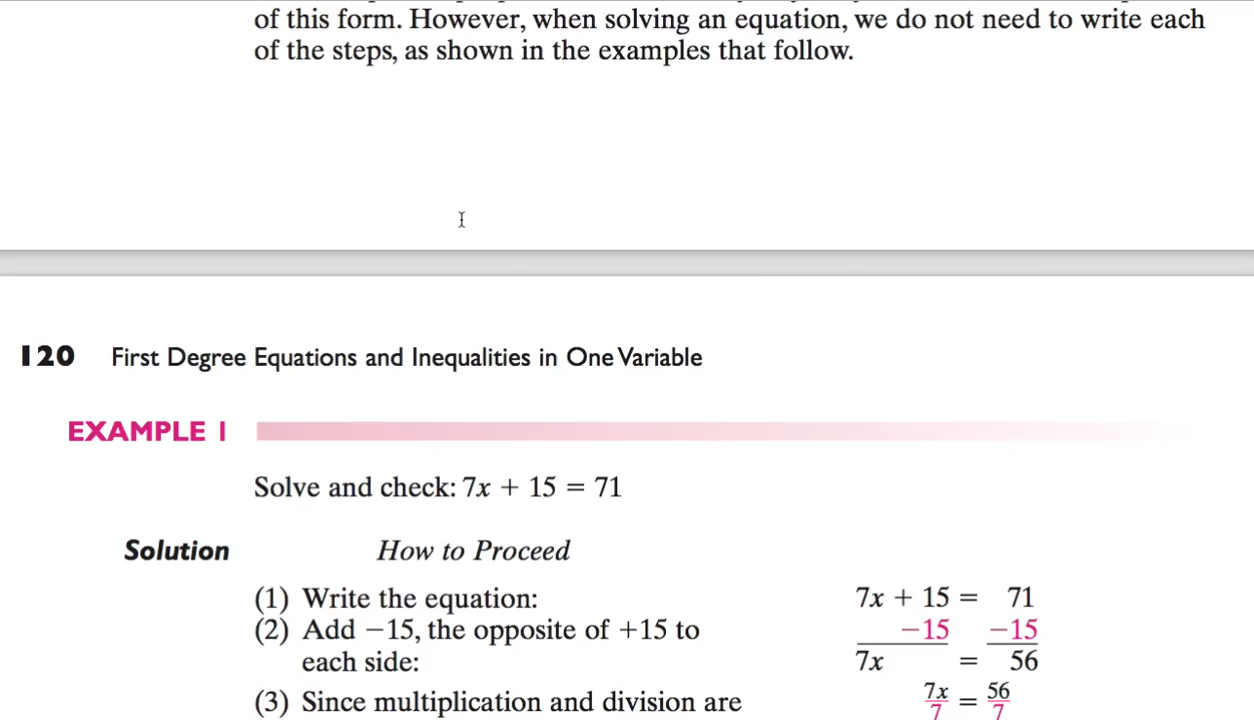 of this form. However, when solving an equation, we do not need to write each
of the steps, as shown in the examples that follow.
120 First Degree Equations and Inequalities in One Variable
EXAMPLE 1
Solve and check: 7x + 15 = 71
Solution How to Proceed
(1) Write the equation: 7x + 15 = 71
(2) Add −15, the opposite of +15 to −15 −15
each side: 7x = 56
(3) Since multiplication and division are 7x/7 = 56/7